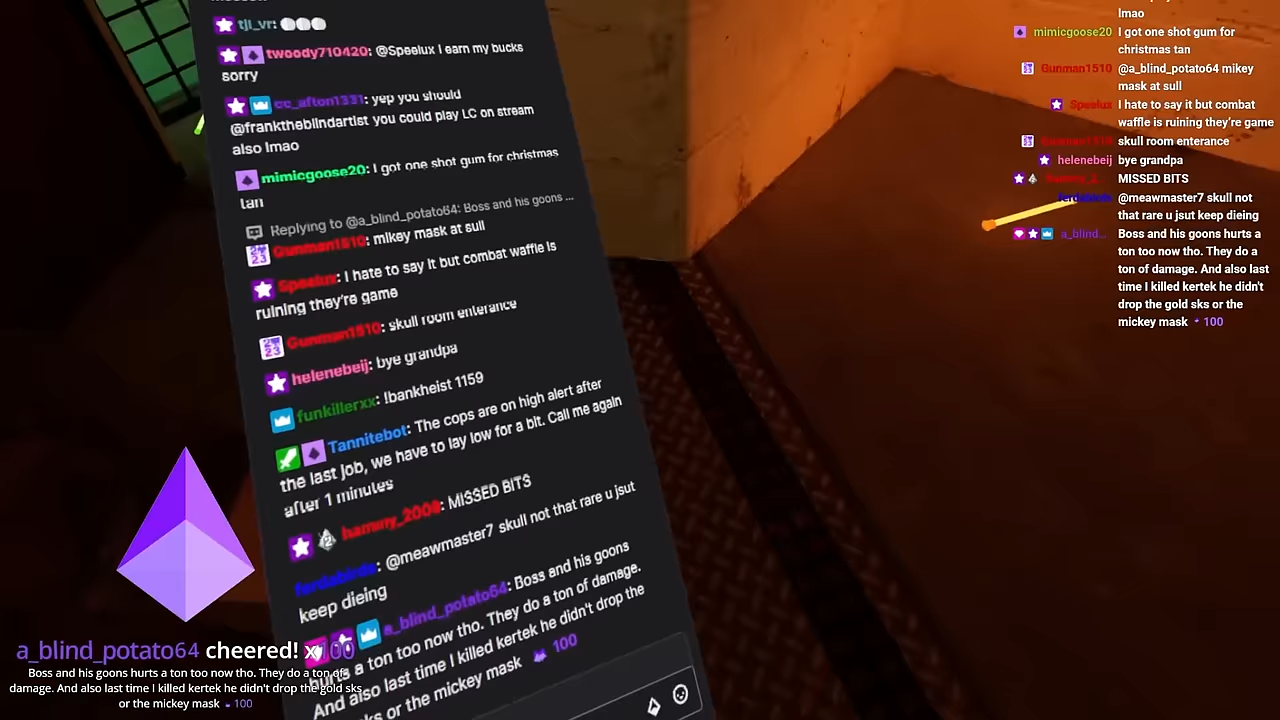 tji_vr:
twoody710420: @Speelux I earn my bucks
sorry
cc_afton1331: yep you should
@franktheblindartist you could play LC on stream
also lmao
mimicgoose20: I got one shot gum for christmas
tan
Replying to @a_blind_potato64: Boss and his goons ...
Gunman1510: mikey mask at sull
Speelux: I hate to say it but combat waffle is
ruining they're game
Gunman1510: skull room enterance
helenebeij: bye grandpa
funkillerxx: !bankheist 1159
Tannitebot: The cops are on high alert after
the last job, we have to lay low for a bit. Call me again
after 1 minutes
hammy_2008: MISSED BITS
ferdabirds: @meawmaster7 skull not that rare u jsut
keep dieing
a_blind_potato64: Boss and his goons
hurts a ton too now tho. They do a ton of damage.
And also last time I killed kertek he didn't drop the
sks or the mickey mask 100
a_blind_potato64 cheered! x100
Boss and his goons hurts a ton too now tho. They do a ton of
damage. And also last time I killed kertek he didn't drop the gold sks
or the mickey mask 100
lmao
mimicgoose20 I got one shot gum for
christmas tan
Gunman1510 @a_blind_potato64 mikey
mask at sull
Speelux I hate to say it but combat
waffle is ruining they're game
Gunman1510 skull room enterance
helenebeij bye grandpa
hammy_2... MISSED BITS
ferdabirds @meawmaster7 skull not
that rare u jsut keep dieing
a_blind... Boss and his goons hurts a
ton too now tho. They do a
ton of damage. And also last
time I killed kertek he didn't
drop the gold sks or the
mickey mask 100